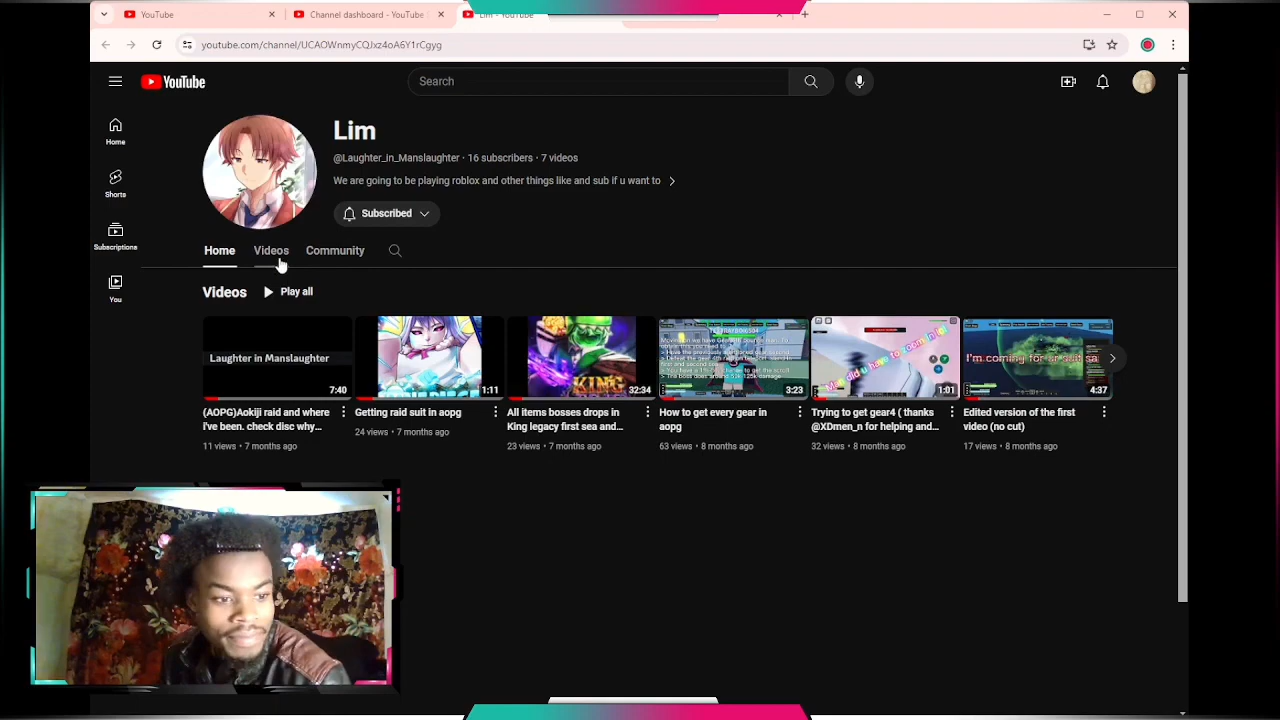 YouTube
Channel dashboard - YouTube
Lim - YouTube
youtube.com/channel/UCAOWnmyCQJxz4oA6Y1rCgyg
YouTube
Search
Home
Shorts
Subscriptions
You
Lim
@Laughter_in_Manslaughter · 16 subscribers · 7 videos
We are going to be playing roblox and other things like and sub if u want to
Subscribed
Home
Videos
Community
Videos
Play all
Laughter in Manslaughter
7:40
(AOPG)Aokiji raid and where
i've been. check disc why...
11 views · 7 months ago
1:11
Getting raid suit in aopg
24 views · 7 months ago
KING
32:34
All items bosses drops in
King legacy first sea and...
23 views · 7 months ago
3:23
How to get every gear in
aopg
63 views · 8 months ago
1:01
Trying to get gear4 ( thanks
@XDmen_n for helping and...
32 views · 8 months ago
I'm.coming for
4:37
Edited version of the first
video (no cut)
17 views · 8 months ago